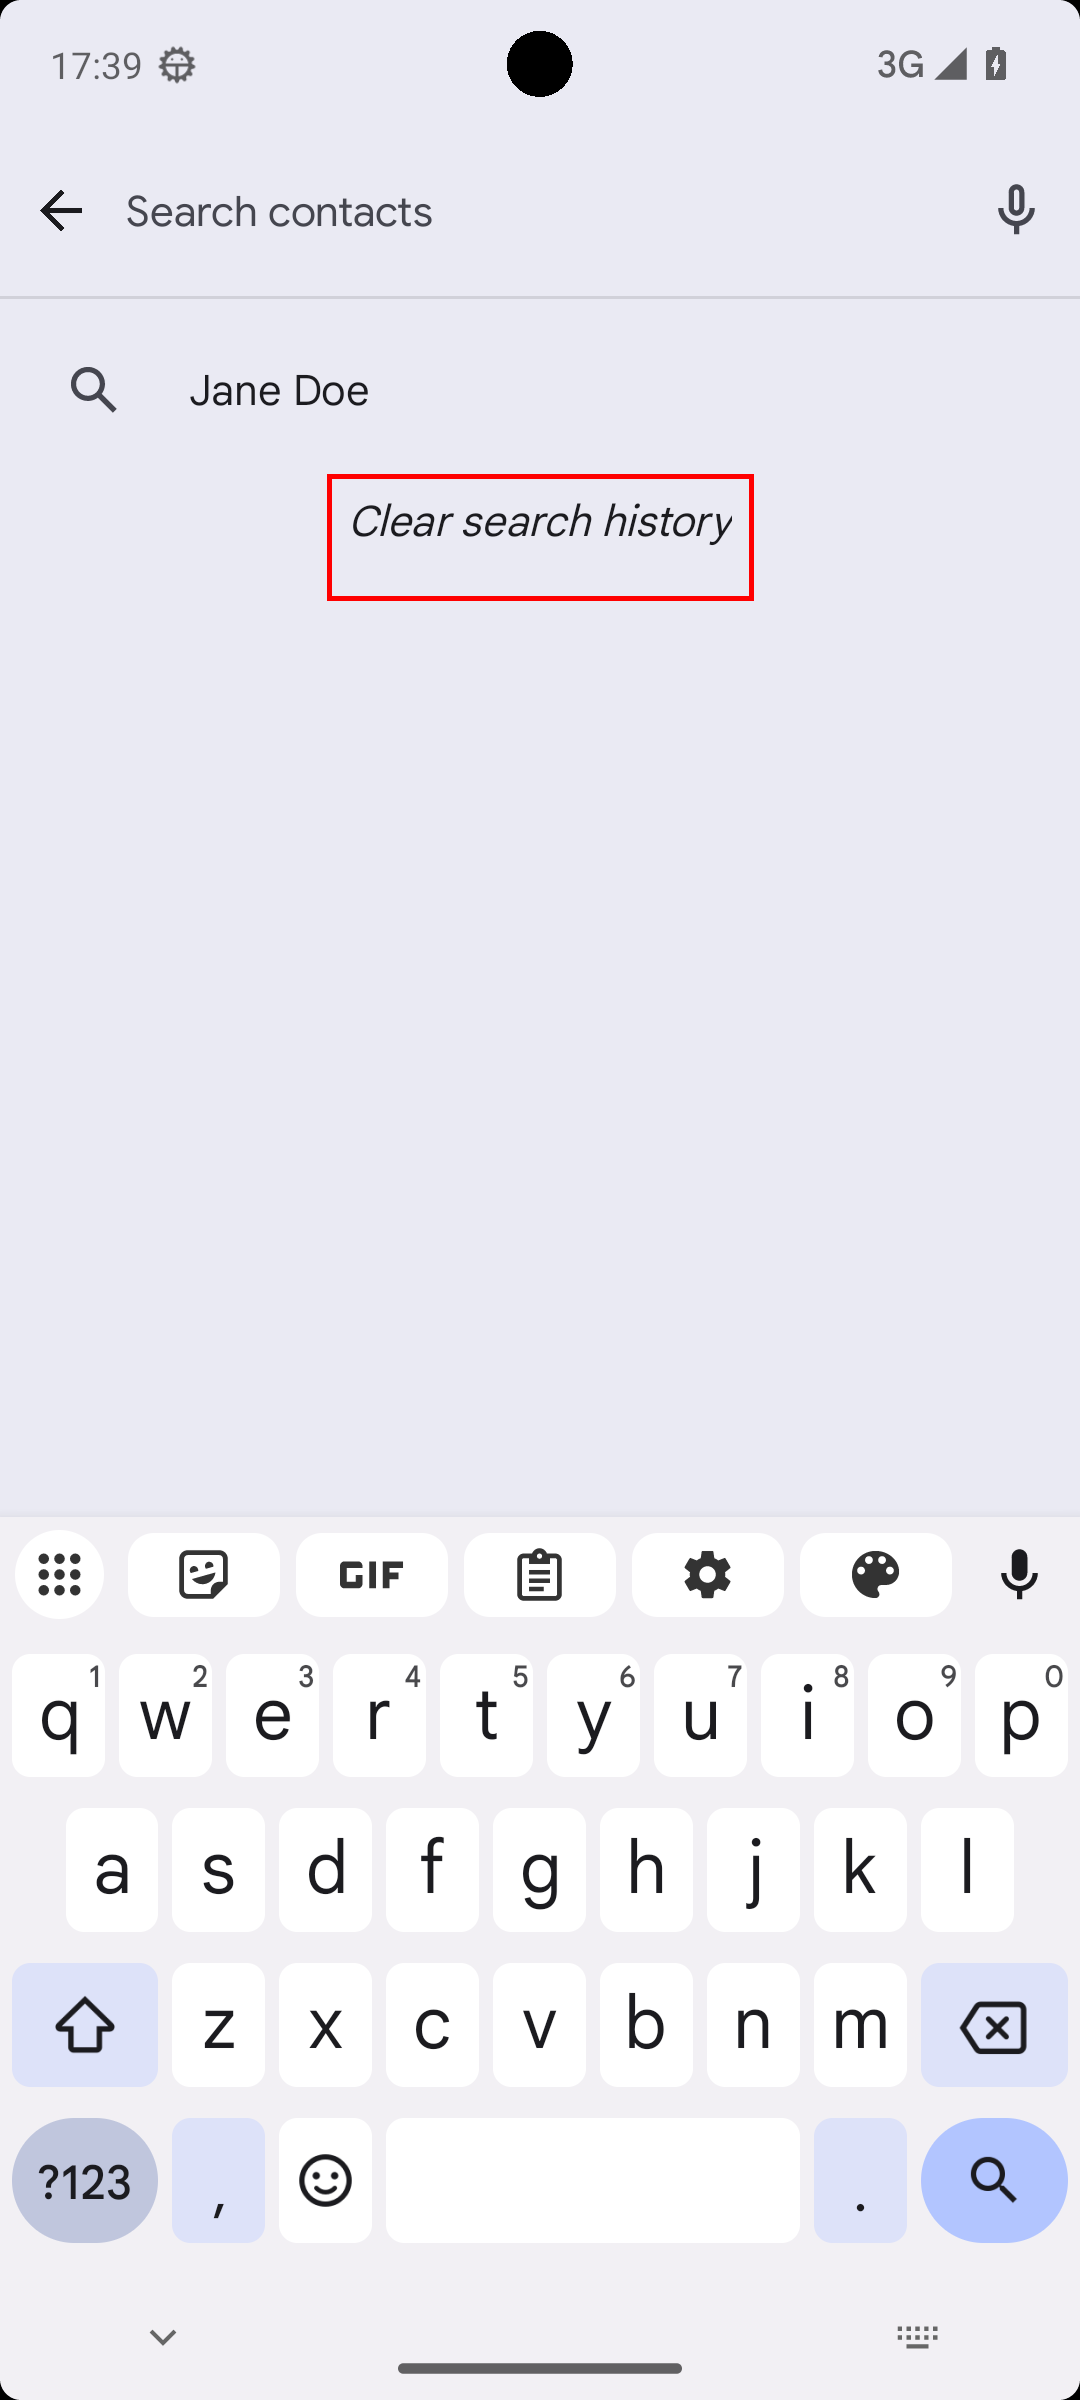 17:39
3G
Search contacts
Jane Doe
Clear search history
GIF
q 1 w 2 e 3 r 4 t 5 y 6 u 7 i 8 o 9 p 0
a s d f g h j k l
z x c v b n m
?123 , .